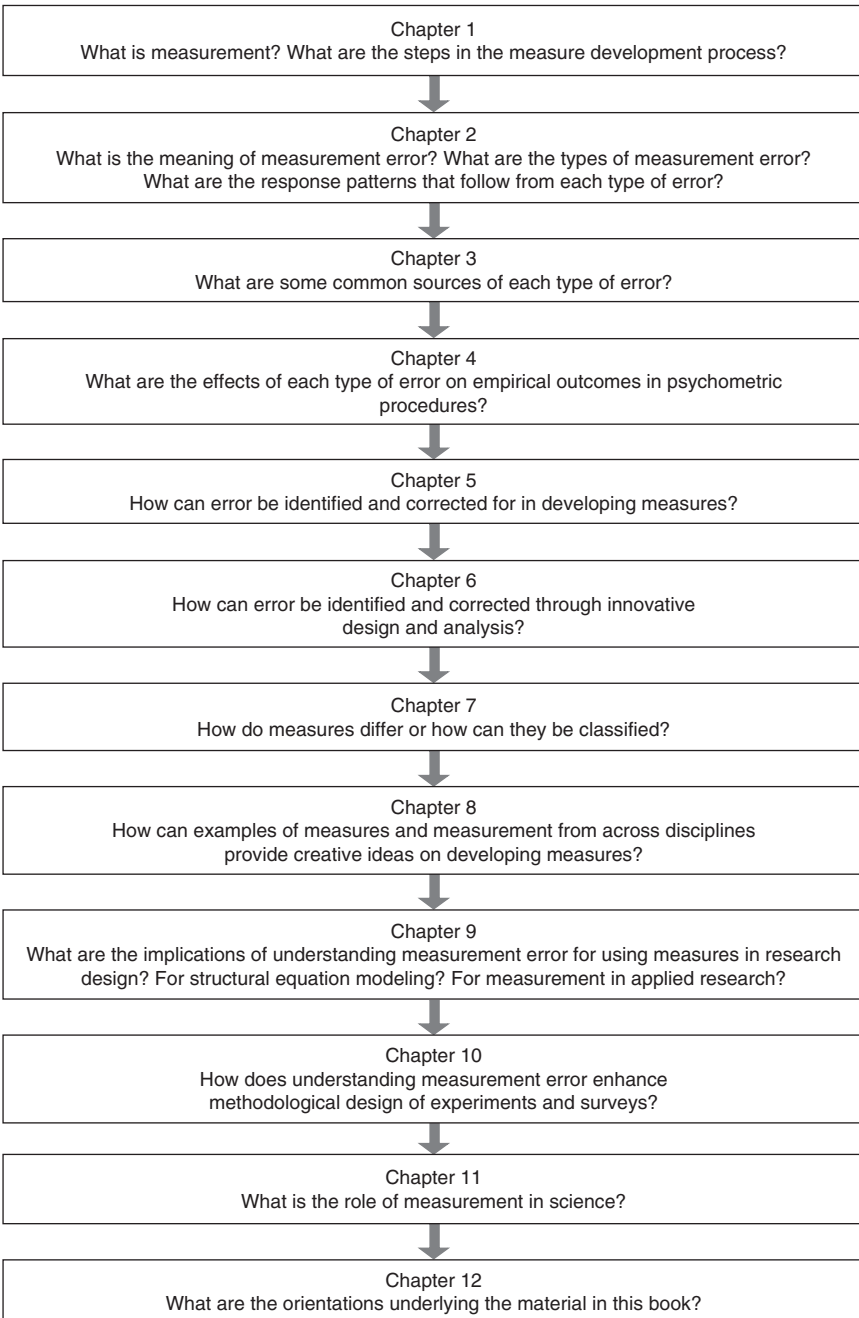 Chapter 1
What is measurement? What are the steps in the measure development process?
Chapter 2
What is the meaning of measurement error? What are the types of measurement error?
What are the response patterns that follow from each type of error?
Chapter 3
What are some common sources of each type of error?
Chapter 4
What are the effects of each type of error on empirical outcomes in psychometric
procedures?
Chapter 5
How can error be identified and corrected for in developing measures?
Chapter 6
How can error be identified and corrected through innovative
design and analysis?
Chapter 7
How do measures differ or how can they be classified?
Chapter 8
How can examples of measures and measurement from across disciplines
provide creative ideas on developing measures?
Chapter 9
What are the implications of understanding measurement error for using measures in research
design? For structural equation modeling? For measurement in applied research?
Chapter 10
How does understanding measurement error enhance
methodological design of experiments and surveys?
Chapter 11
What is the role of measurement in science?
Chapter 12
What are the orientations underlying the material in this book?